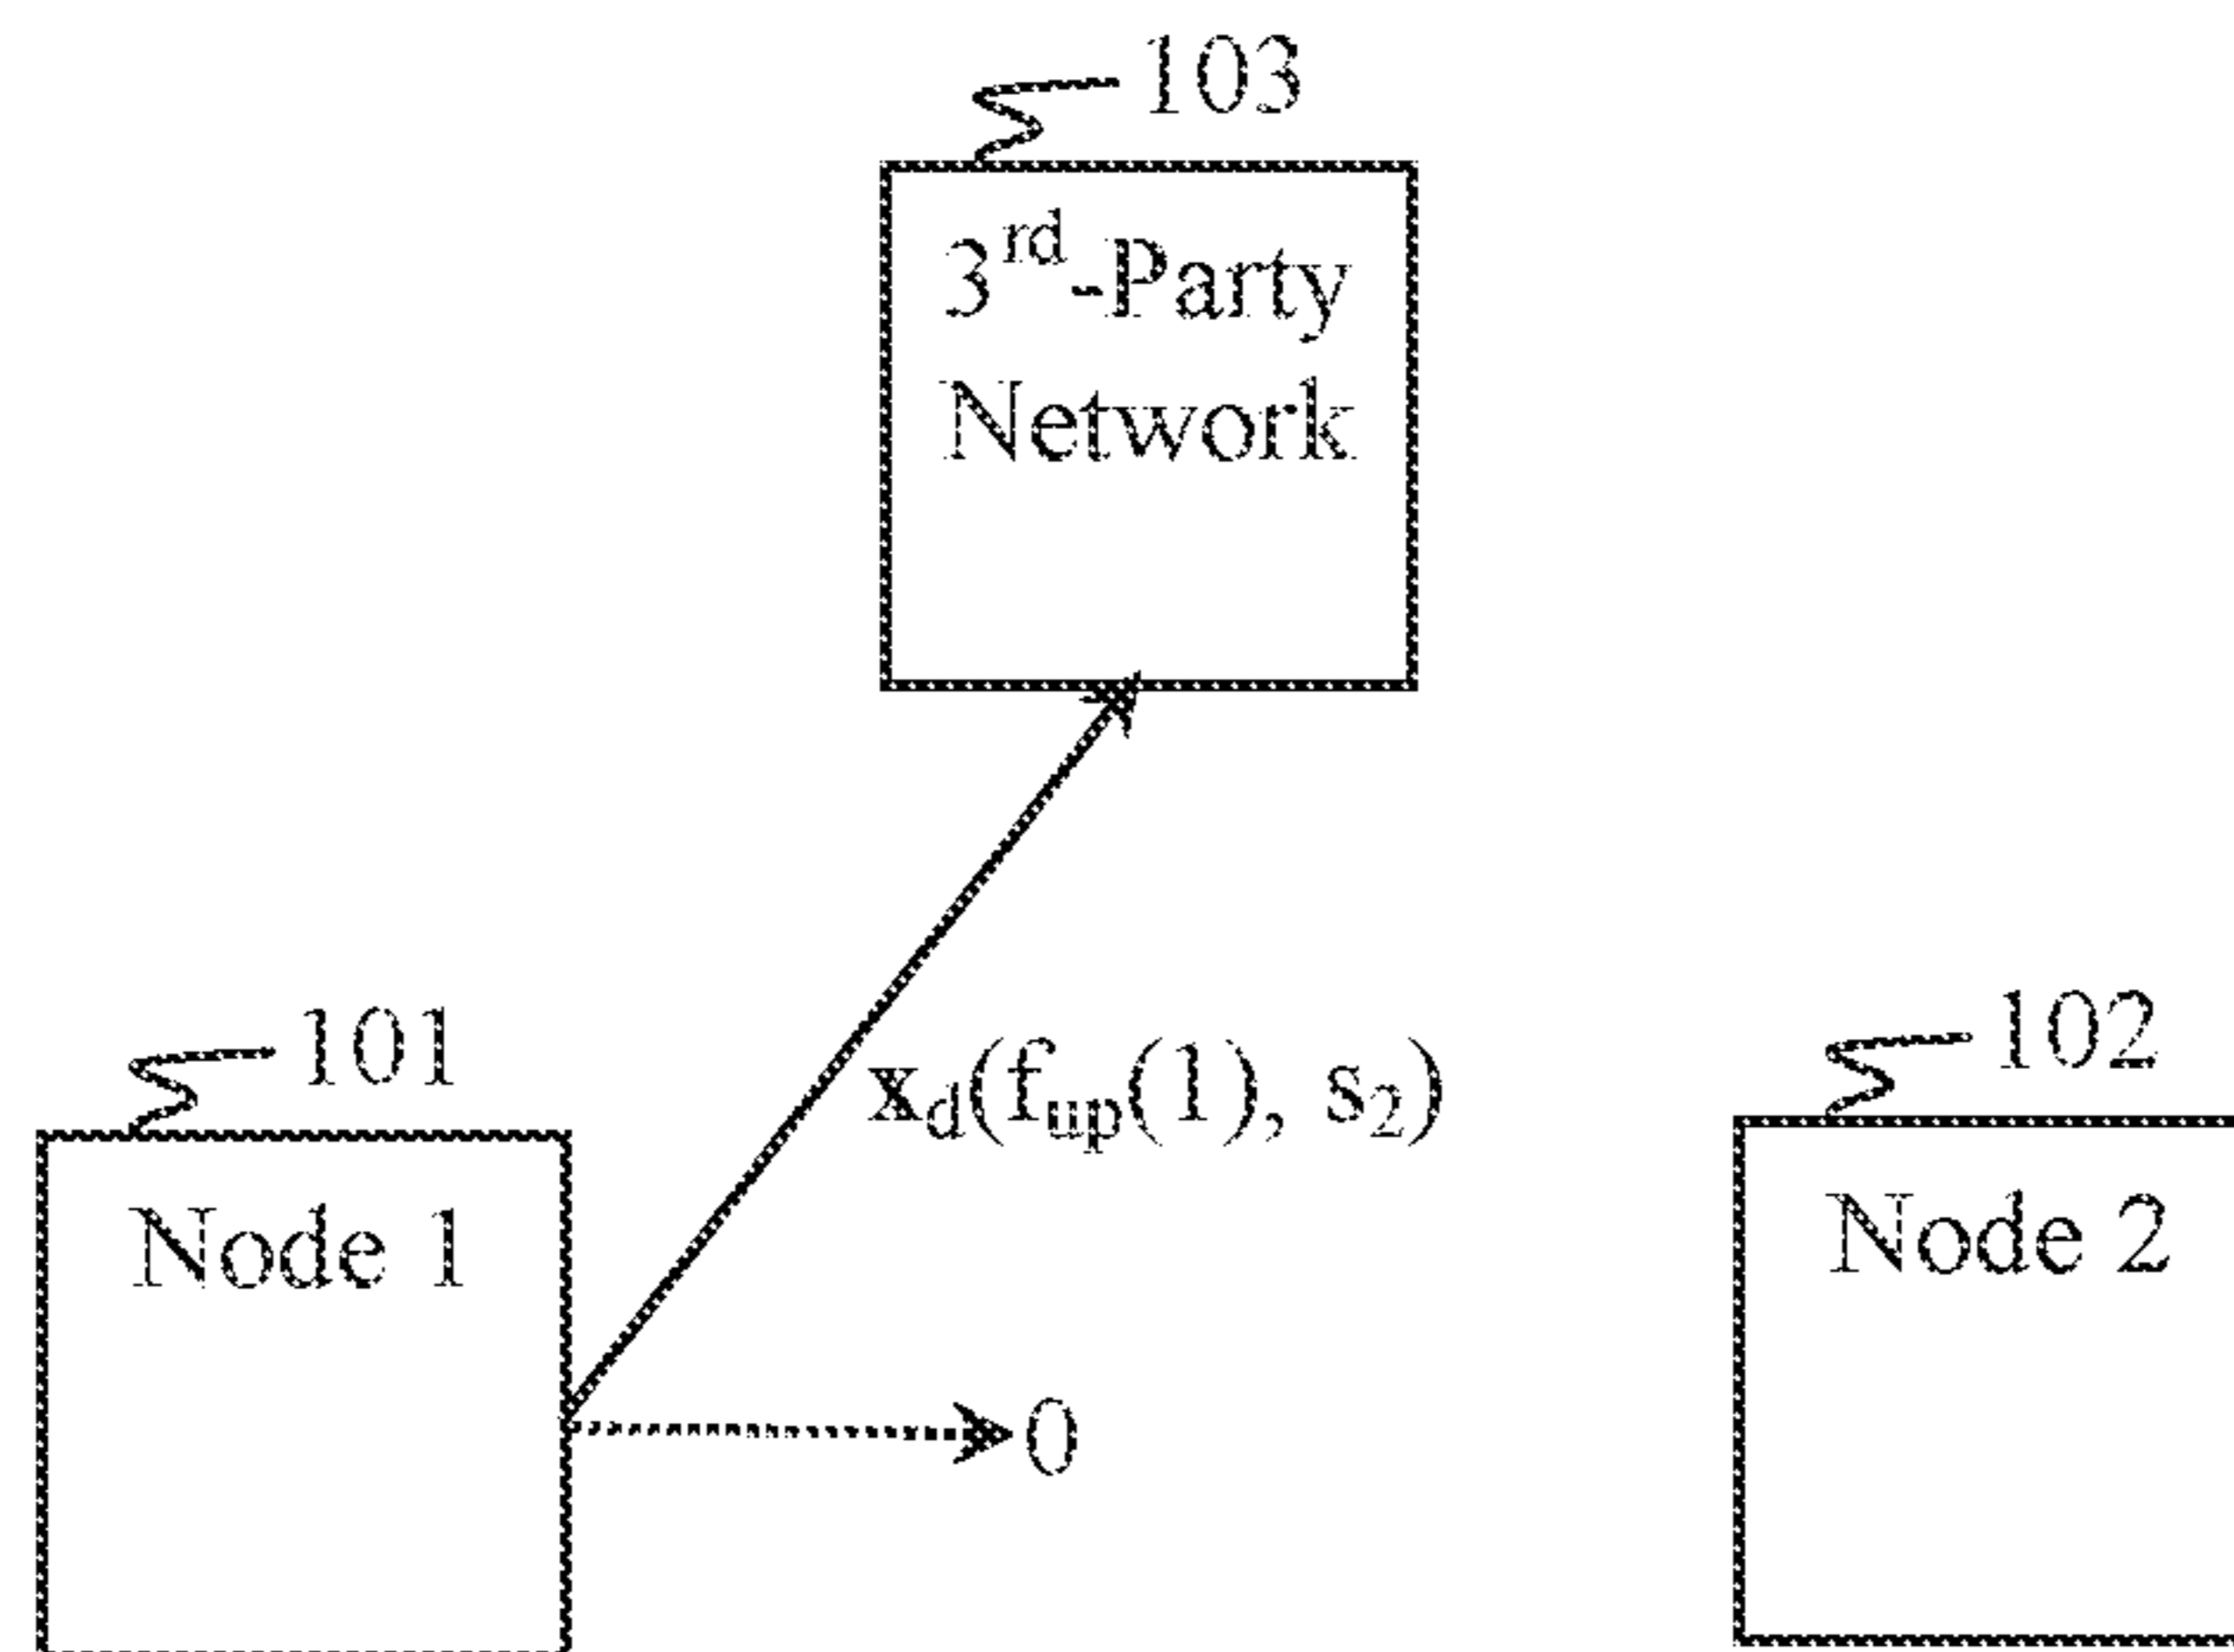 103
3rd-Party
Network
101
102
xd(fup(1), s2)
Node 1
Node 2
0